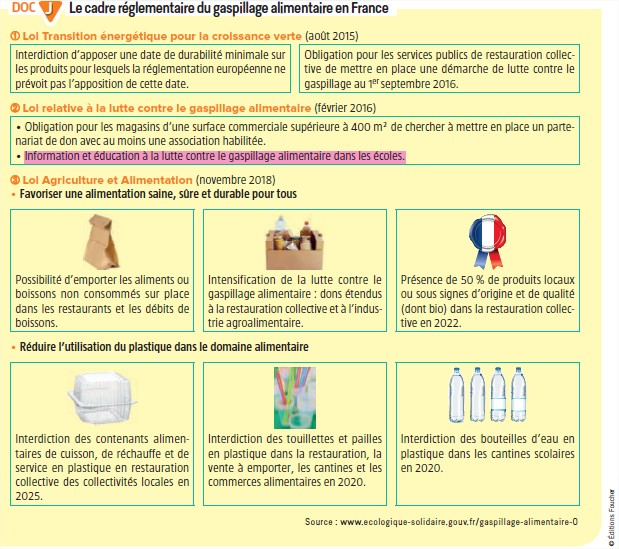 DOC J Le cadre réglementaire du gaspillage alimentaire en France
① Loi Transition énergétique pour la croissance verte (août 2015)
Interdiction d'apposer une date de durabilité minimale sur
les produits pour lesquels la réglementation européenne ne
prévoit pas l'apposition de cette date.
Obligation pour les services publics de restauration collec-
tive de mettre en place une démarche de lutte contre le
gaspillage au 1er septembre 2016.
② Loi relative à la lutte contre le gaspillage alimentaire (février 2016)
• Obligation pour les magasins d'une surface commerciale supérieure à 400 m² de chercher à mettre en place un parte-
nariat de don avec au moins une association habilitée.
• Information et éducation à la lutte contre le gaspillage alimentaire dans les écoles.
③ Loi Agriculture et Alimentation (novembre 2018)
• Favoriser une alimentation saine, sûre et durable pour tous
Possibilité d'emporter les aliments ou
boissons non consommés sur place
dans les restaurants et les débits de
boissons.
Intensification de la lutte contre le
gaspillage alimentaire : dons étendus
à la restauration collective et à l'indus-
trie agroalimentaire.
Présence de 50 % de produits locaux
ou sous signes d'origine et de qualité
(dont bio) dans la restauration collec-
tive en 2022.
• Réduire l'utilisation du plastique dans le domaine alimentaire
Interdiction des contenants alimen-
taires de cuisson, de réchauffe et de
service en plastique en restauration
collective des collectivités locales en
2025.
Interdiction des touillettes et pailles
en plastique dans la restauration, la
vente à emporter, les cantines et les
commerces alimentaires en 2020.
Interdiction des bouteilles d'eau en
plastique dans les cantines scolaires
en 2020.
Source : www.ecologique-solidaire.gouv.fr/gaspillage-alimentaire-0
© Éditions Foucher